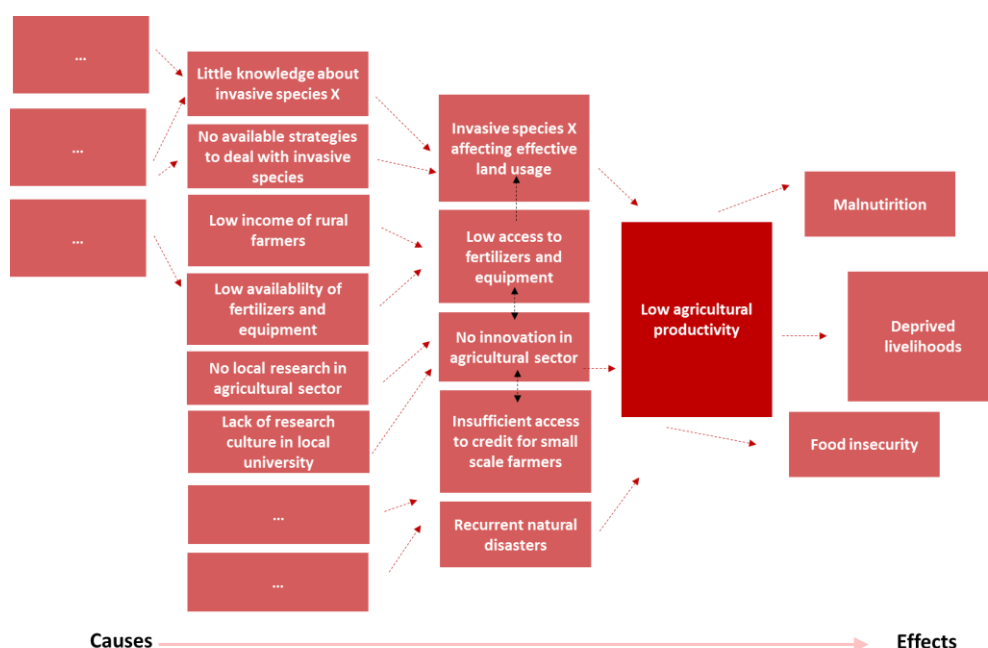 ...
...
...
Little knowledge about
invasive species X
No available strategies
to deal with invasive
species
Low income of rural
farmers
Low availablilty of
fertilizers and
equipment
No local research in
agricultural sector
Lack of research
culture in local
university
...
...
Invasive species X
affecting effective
land usage
Low access to
fertilizers and
equipment
No innovation in
agricultural sector
Insufficient access
to credit for small
scale farmers
Recurrent natural
disasters
Low agricultural
productivity
Malnutirition
Deprived
livelihoods
Food insecurity
Causes
Effects